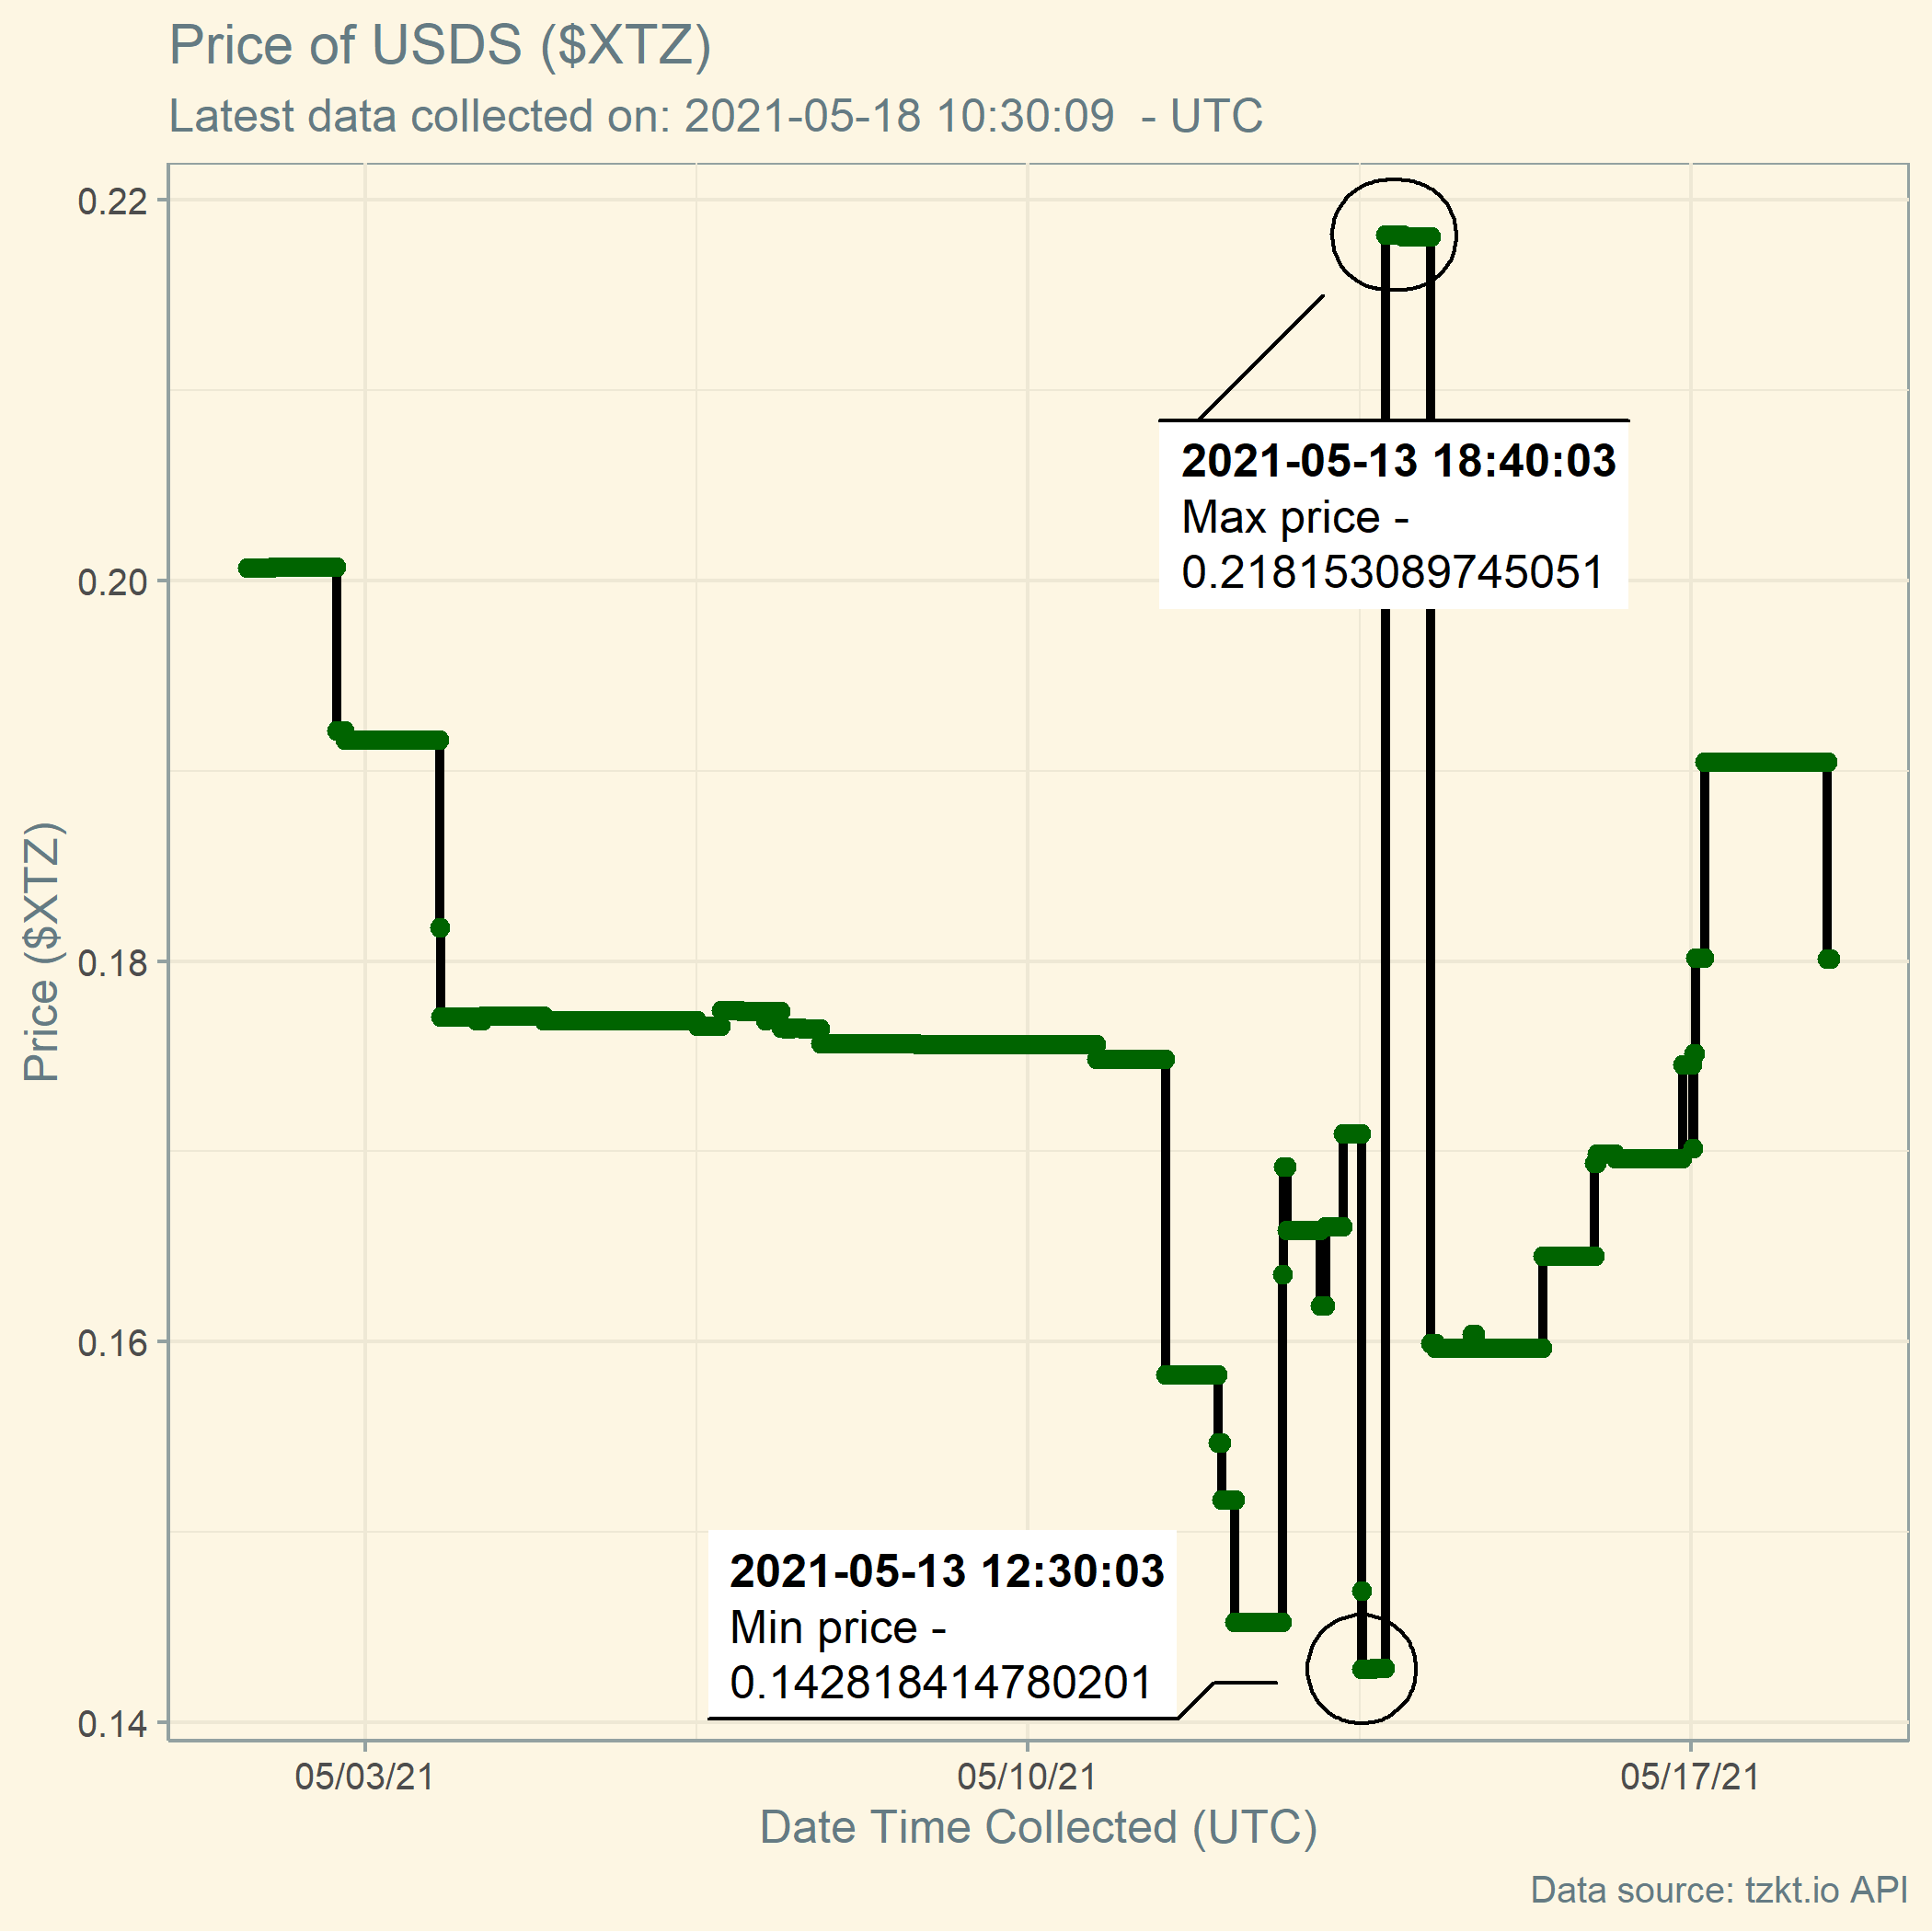 Price of USDS ($XTZ)
Latest data collected on: 2021-05-18 10:30:09  - UTC
Price ($XTZ)
0.22
0.20
0.18
0.16
0.14
2021-05-13 18:40:03
Max price -
0.218153089745051
2021-05-13 12:30:03
Min price -
0.142818414780201
05/03/21
05/10/21
05/17/21
Date Time Collected (UTC)
Data source: tzkt.io API